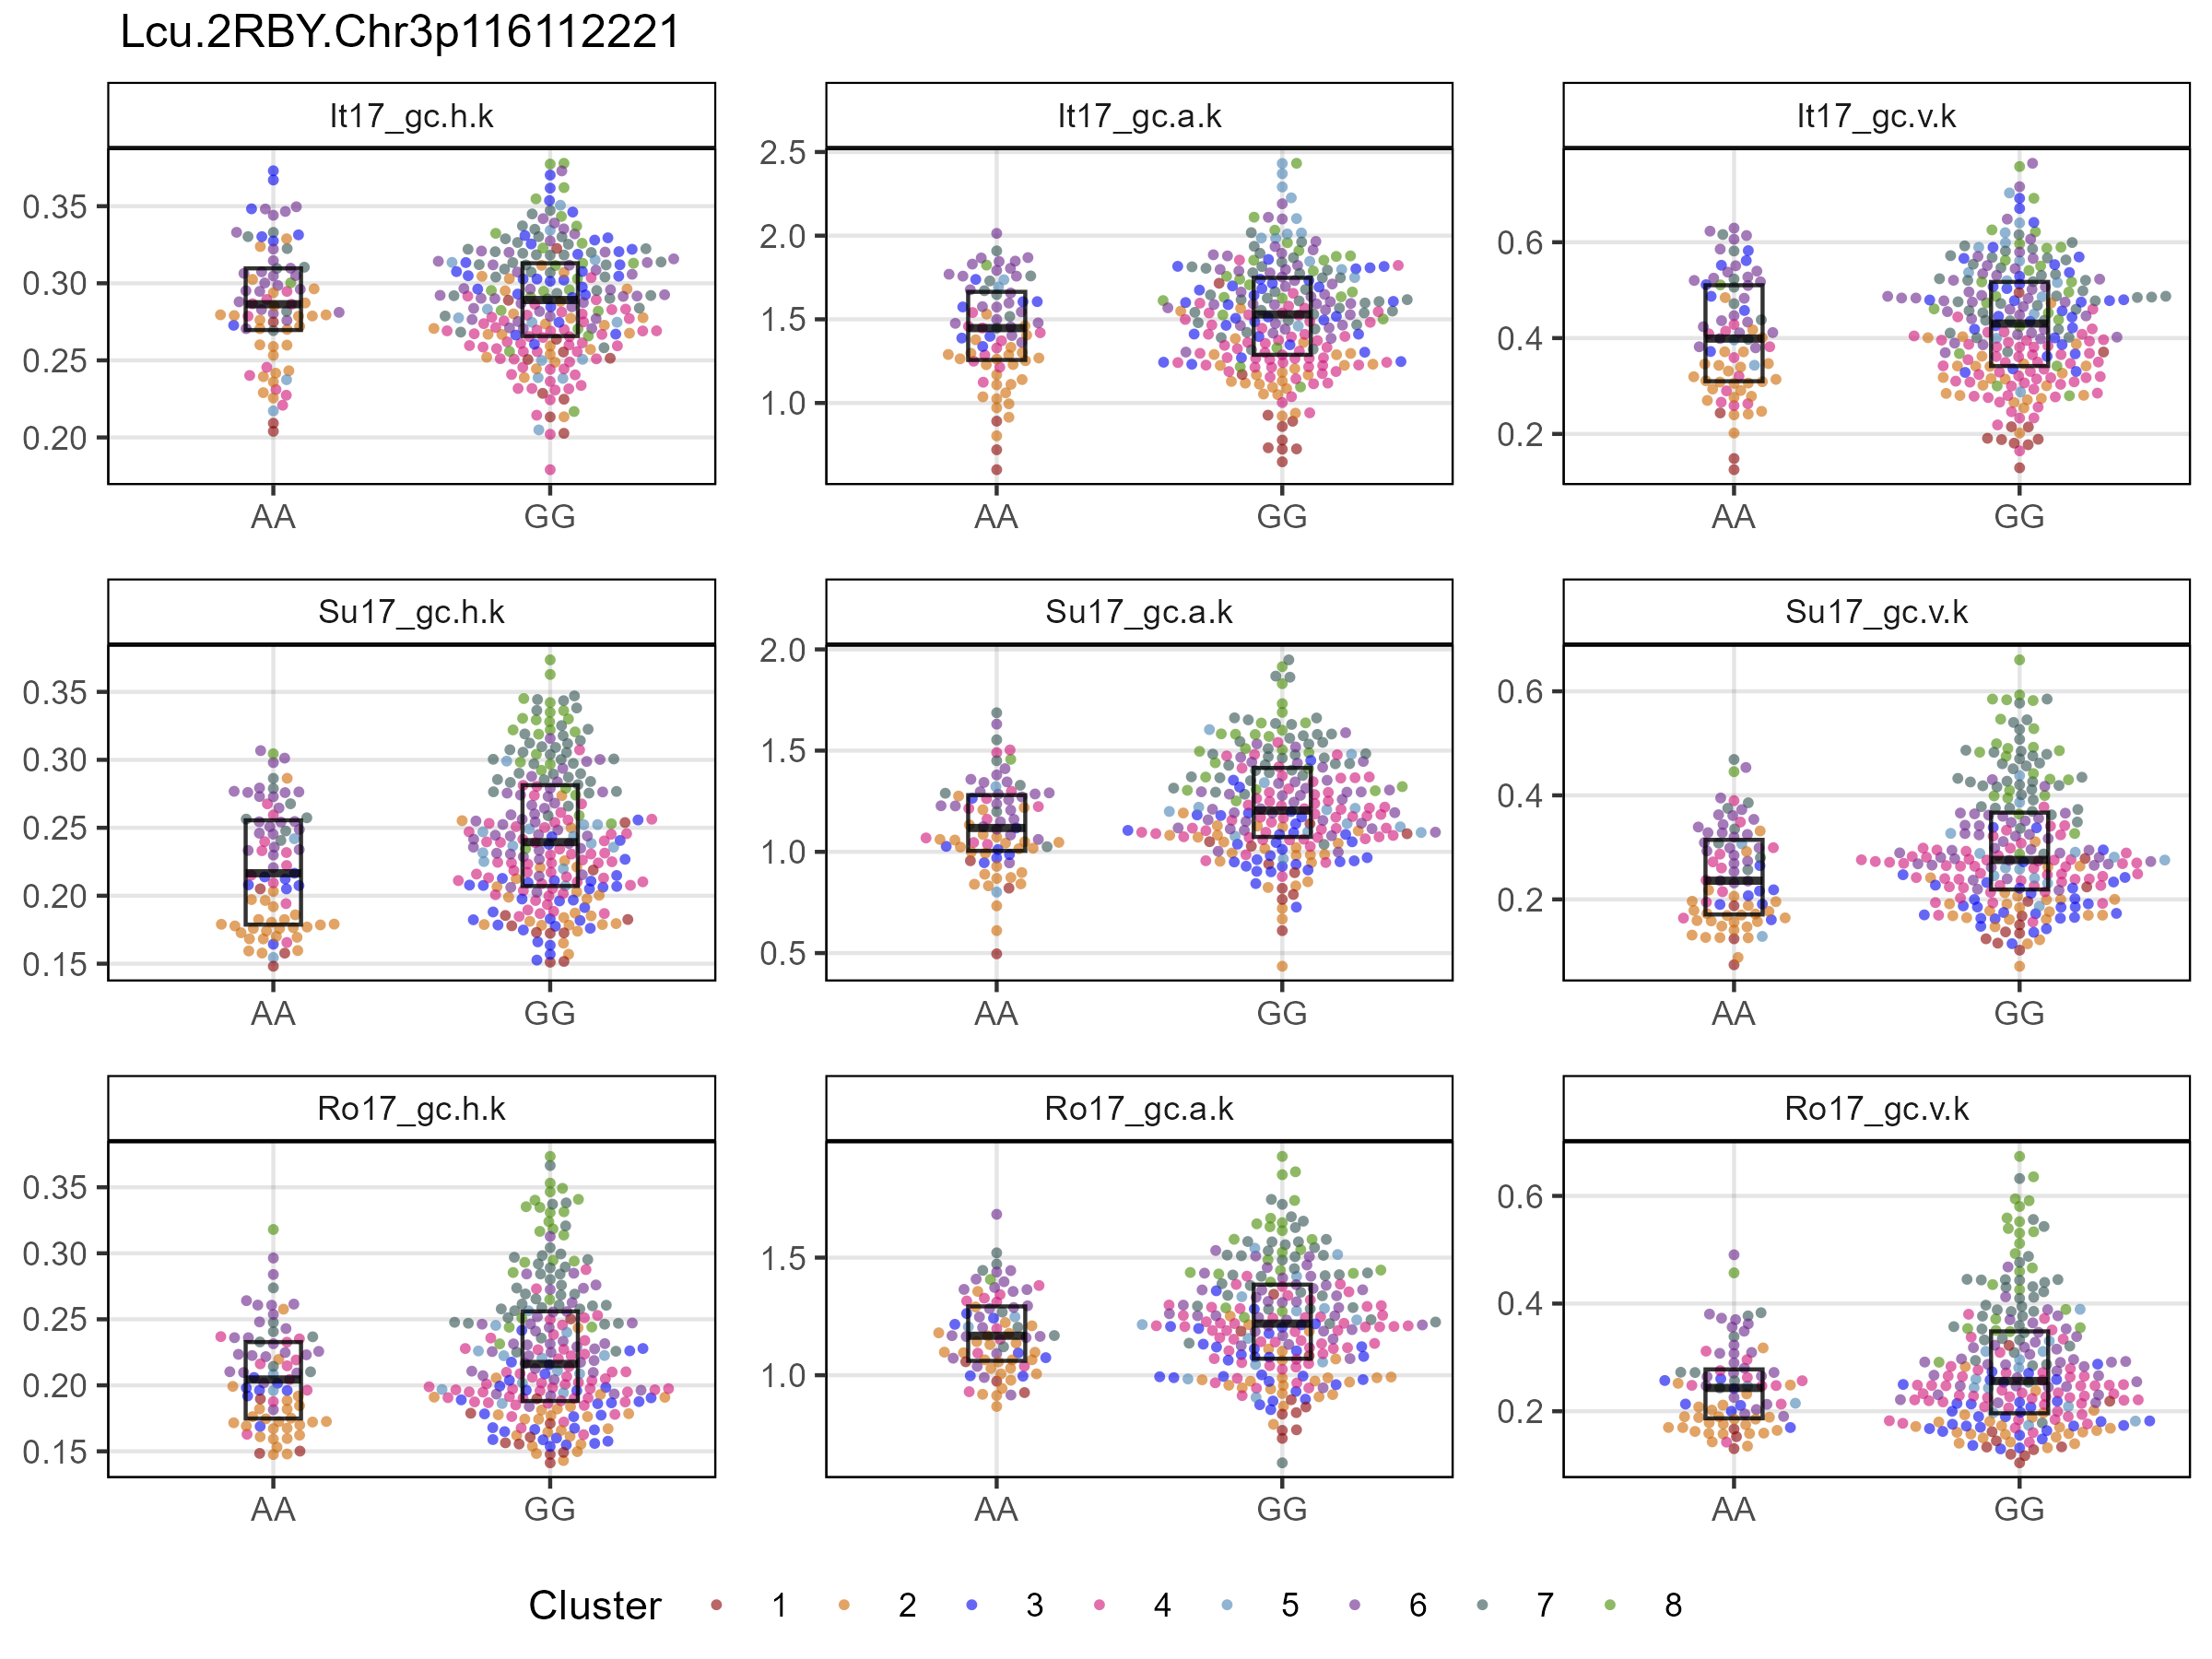 Lcu.2RBY.Chr3p116112221
It17_gc.h.k
It17_gc.a.k
It17_gc.v.k
0.35
0.30
0.25
0.20
2.5
2.0
1.5
1.0
0.6
0.4
0.2
AA GG
AA GG
AA GG
Su17_gc.h.k
Su17_gc.a.k
Su17_gc.v.k
0.35
0.30
0.25
0.20
0.15
2.0
1.5
1.0
0.5
0.6
0.4
0.2
AA GG
AA GG
AA GG
Ro17_gc.h.k
Ro17_gc.a.k
Ro17_gc.v.k
0.35
0.30
0.25
0.20
0.15
1.5
1.0
0.6
0.4
0.2
AA GG
AA GG
AA GG
Cluster 1 2 3 4 5 6 7 8